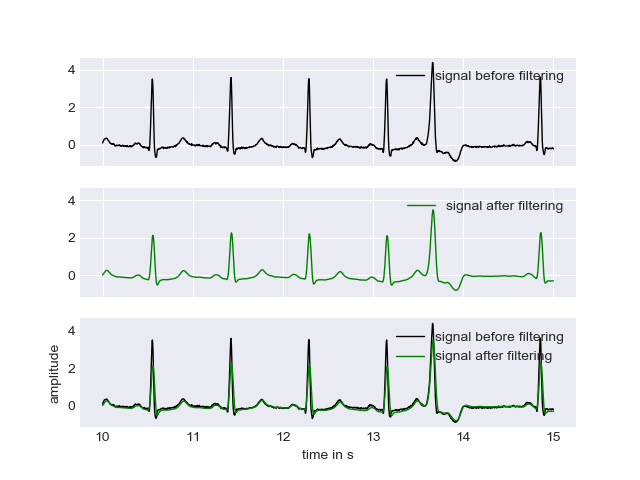 4
2
0
signal before filtering
4
2
0
signal after filtering
4
2
0
amplitude
signal before filtering
signal after filtering
10 11 12 13 14 15
time in s